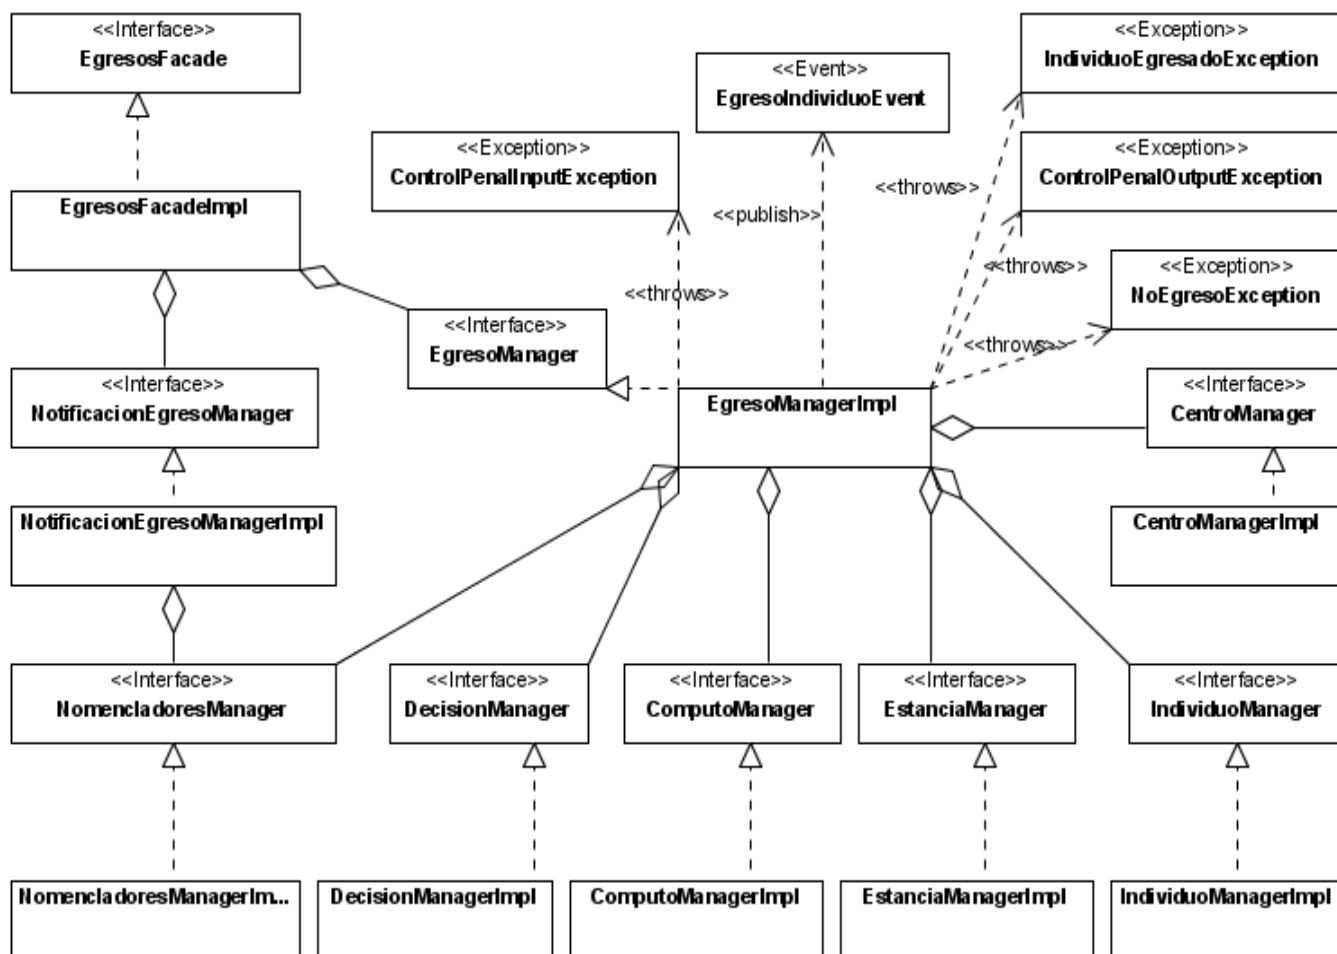 <<Interface>>
EgresosFacade
<<Exception>>
IndividuoEgresadoException
<<Event>>
EgresoIndividuoEvent
<<Exception>>
ControlPenalInputException
<<Exception>>
ControlPenalOutputException
<<throws>>
EgresosFacadeImpl
<<publish>>
<<throws>>
<<Exception>>
NoEgresoException
<<throws>>
<<Interface>>
EgresoManager
<<throws>>
<<Interface>>
NotificacionEgresoManager
EgresoManagerImpl
<<Interface>>
CentroManager
NotificacionEgresoManagerImpl
CentroManagerImpl
<<Interface>>
NomencladoresManager
<<Interface>>
DecisionManager
<<Interface>>
ComputoManager
<<Interface>>
EstanciaManager
<<Interface>>
IndividuoManager
NomencladoresManagerIm...
DecisionManagerImpl
ComputoManagerImpl
EstanciaManagerImpl
IndividuoManagerImpl